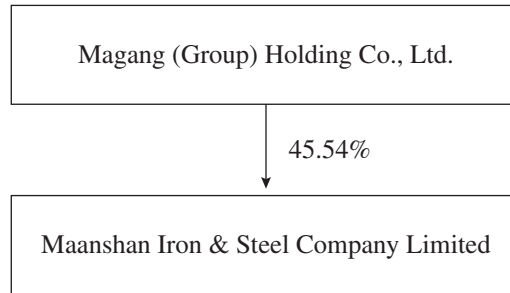 Magang (Group) Holding Co., Ltd.
45.54%
Maanshan Iron & Steel Company Limited